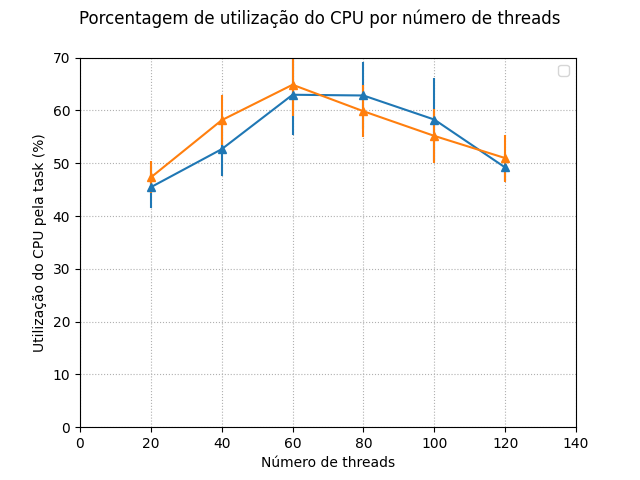 Porcentagem de utilização do CPU por número de threads
70
60
50
40
30
20
10
0
Utilização do CPU pela task (%)
0 20 40 60 80 100 120 140
Número de threads